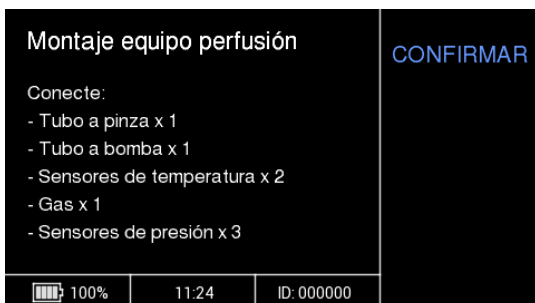 Montaje equipo perfusión
CONFIRMAR
Conecte:
- Tubo a pinza x 1
- Tubo a bomba x 1
- Sensores de temperatura x 2
- Gas x 1
- Sensores de presión x 3
100%
11:24
ID: 000000